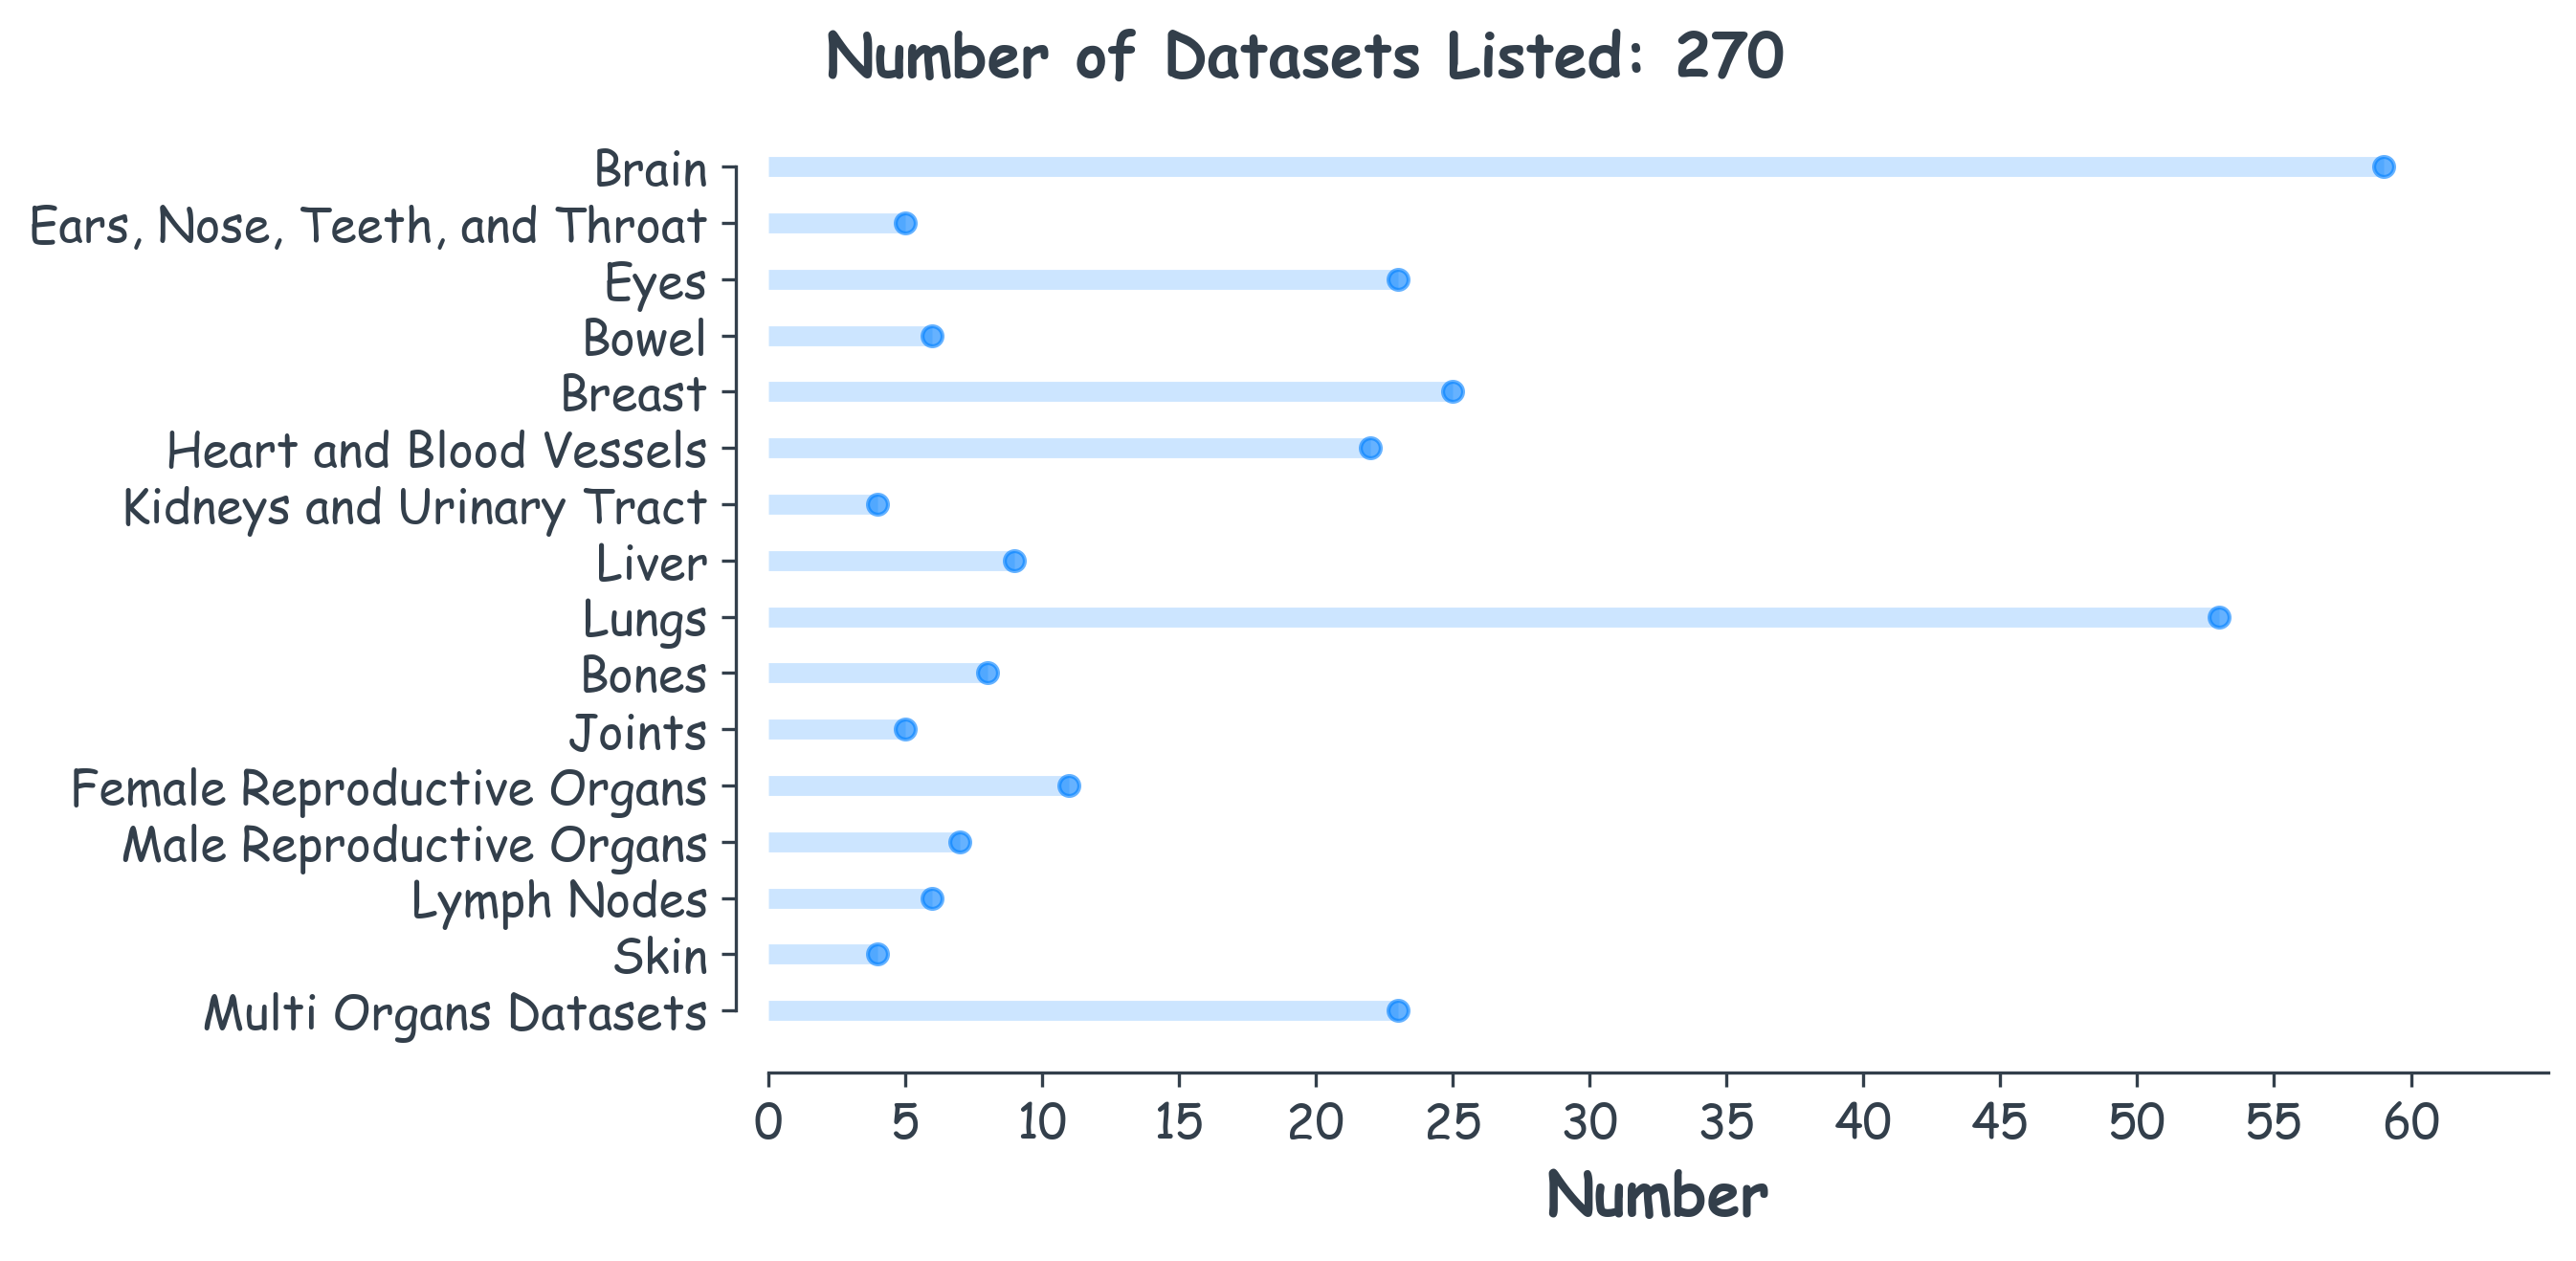 Number of Datasets Listed: 270
Brain
Ears, Nose, Teeth, and Throat
Eyes
Bowel
Breast
Heart and Blood Vessels
Kidneys and Urinary Tract
Liver
Lungs
Bones
Joints
Female Reproductive Organs
Male Reproductive Organs
Lymph Nodes
Skin
Multi Organs Datasets
0 5 10 15 20 25 30 35 40 45 50 55 60
Number